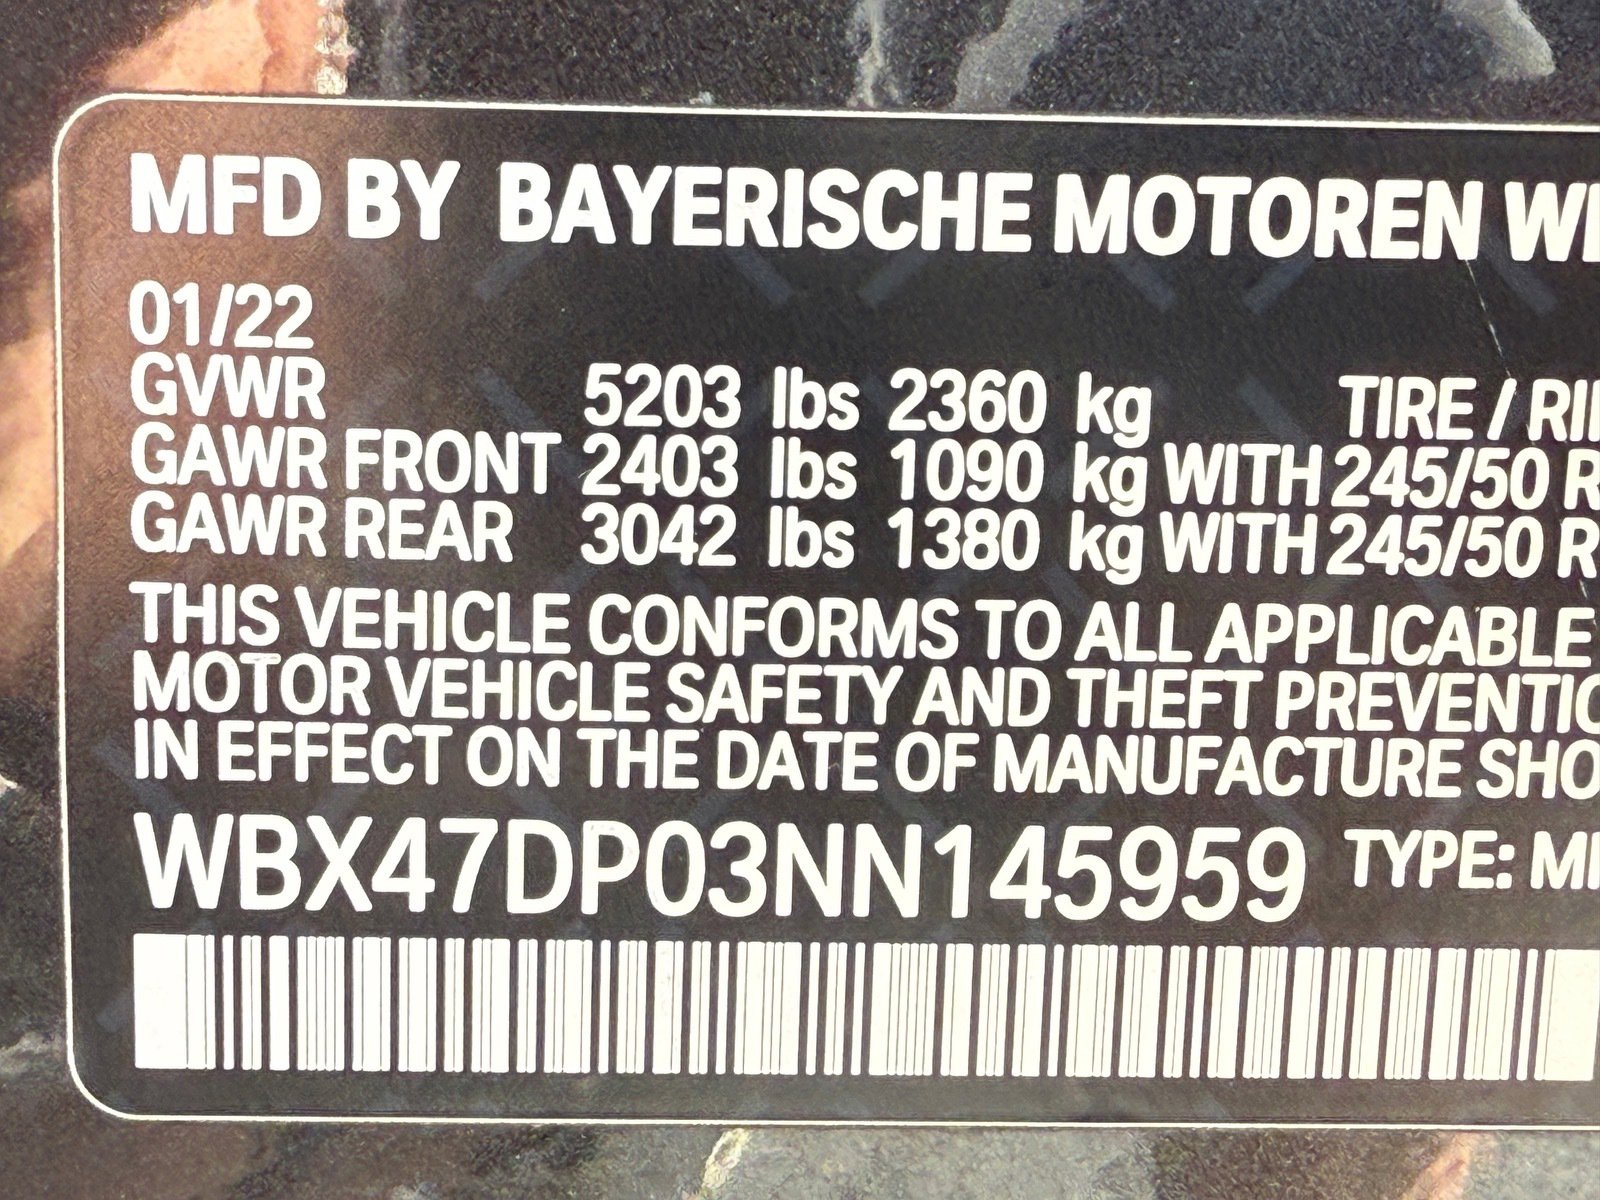 MFD BY BAYERISCHE MOTOREN
01/22
GVWR 5203 lbs 2360 kg TIRE /
GAWR FRONT 2403 lbs 1090 kg WITH 245/50 R
GAWR REAR 3042 lbs 1380 kg WITH 245/50 R
THIS VEHICLE CONFORMS TO ALL APPLICABLE
MOTOR VEHICLE SAFETY AND THEFT PREVENTIO
IN EFFECT ON THE DATE OF MANUFACTURE SHO
WBX47DP03NN145959 TYPE: